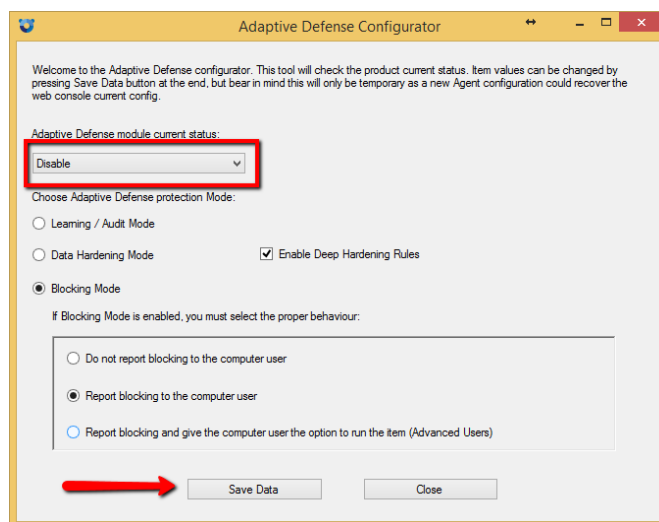 Adaptive Defense Configurator
Welcome to the Adaptive Defense configurator. This tool will check the product current status. Item values can be changed by
pressing Save Data button at the end, but bear in mind this will only be temporary as a new Agent configuration could recover the
web console current config.
Adaptive Defense module current status:
Disable
Choose Adaptive Defense protection Mode:
Learning / Audit Mode
Data Hardening Mode Enable Deep Hardening Rules
Blocking Mode
If Blocking Mode is enabled, you must select the proper behaviour:
Do not report blocking to the computer user
Report blocking to the computer user
Report blocking and give the computer user the option to run the item (Advanced Users)
Save Data Close